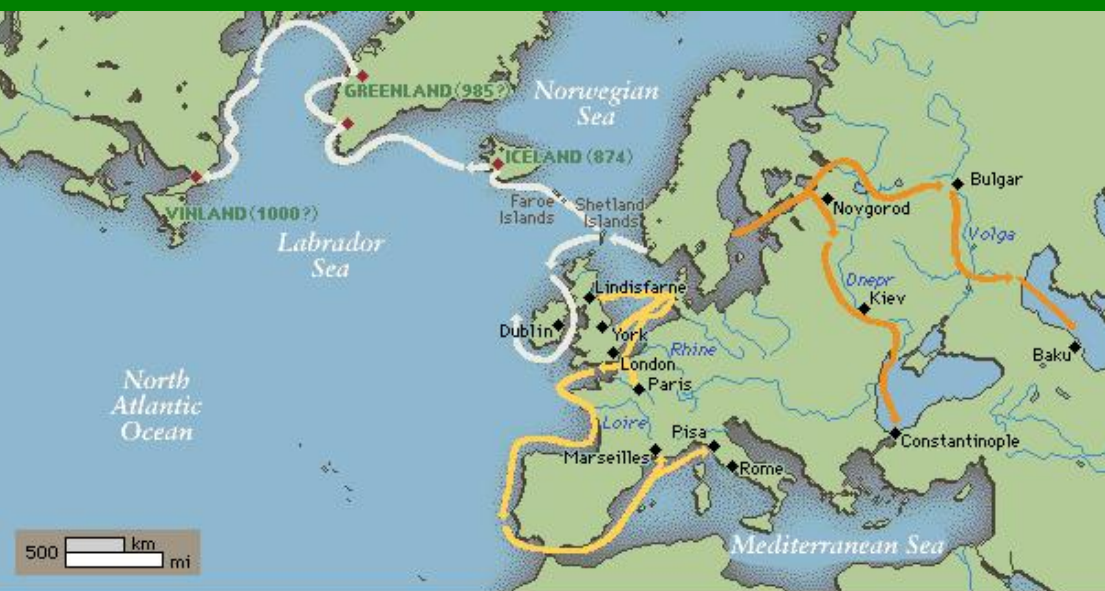 GREENLAND (985?)
Norwegian
Sea
ICELAND (874)
Faroe
Islands
Shetland
Islands
VINLAND (1000?)
Labrador
Sea
Bulgar
Novgorod
Volga
Lindisfarne
Dnepr
Kiev
Dublin
York
Rhine
London
Baku
Paris
North
Atlantic
Ocean
Loire
Pisa
Marseilles
Rome
Constantinople
500 km
mi
Mediterranean Sea